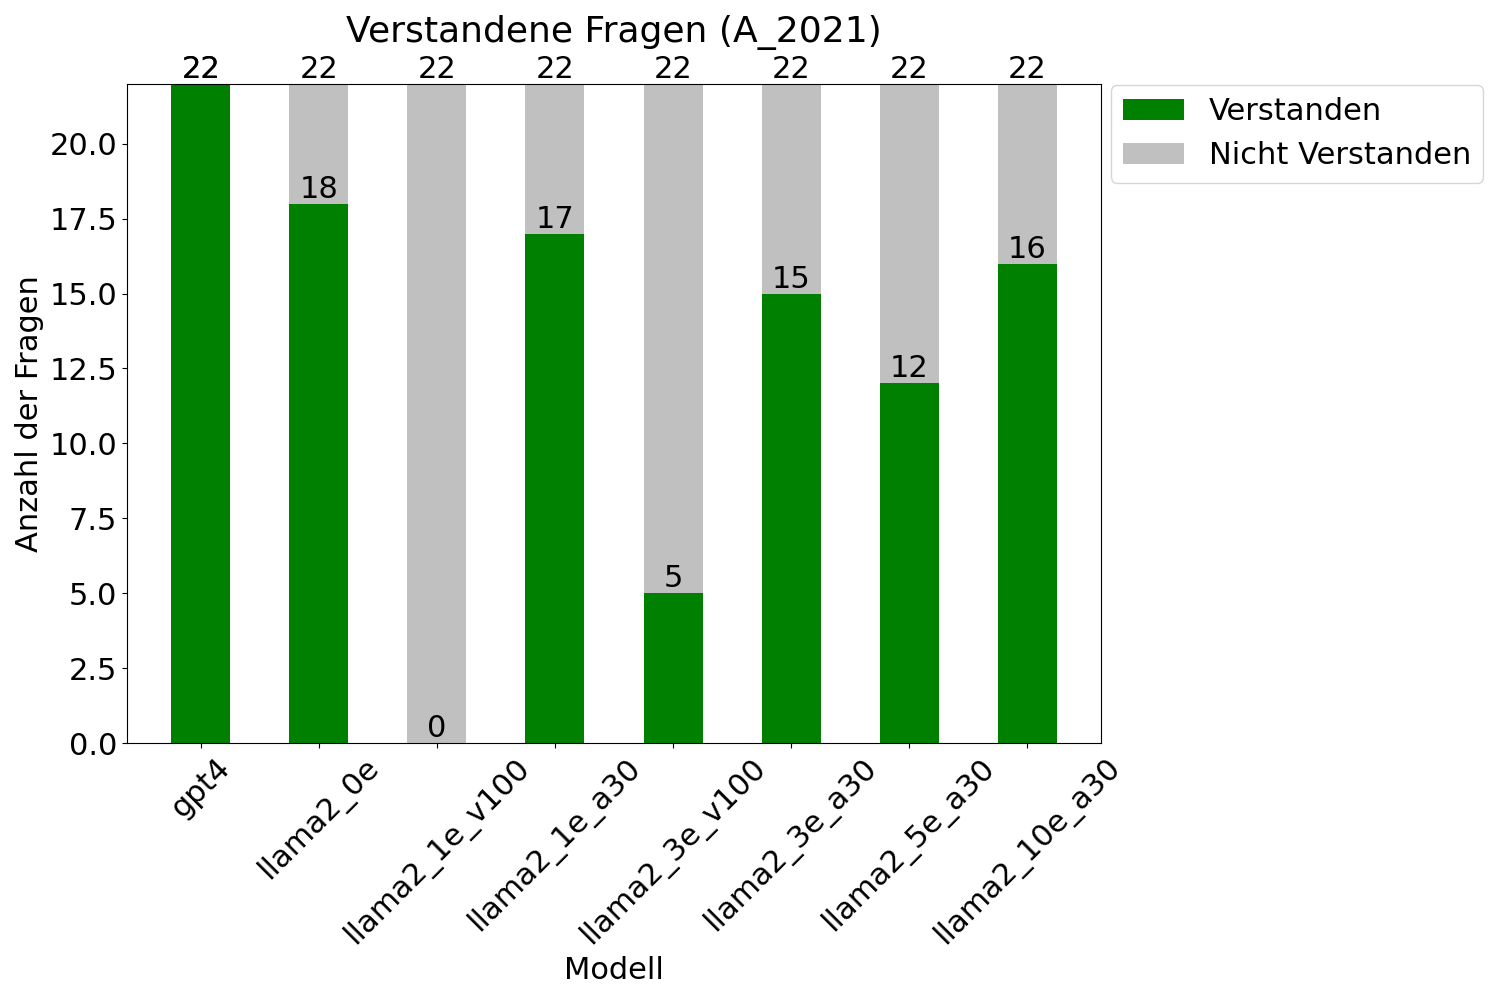 Verstandene Fragen (A_2021)
22 22 22 22 22 22 22 22
18
17
16
15
12
5
0
20.0
17.5
15.0
12.5
10.0
7.5
5.0
2.5
0.0
Anzahl der Fragen
gpt4
llama2_0e
llama2_1e_v100
llama2_1e_a30
llama2_3e_v100
llama2_3e_a30
llama2_5e_a30
llama2_10e_a30
Modell
Verstanden
Nicht Verstanden